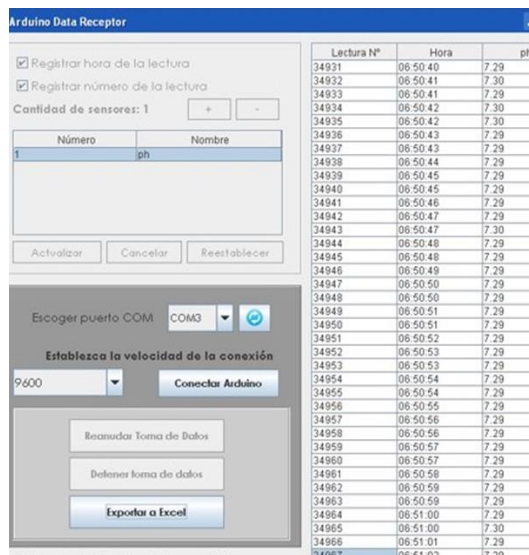 Arduino Data Receptor
Registrar hora de la lectura
Registrar número de la lectura
Cantidad de sensores: 1 + -
Número Nombre
1 ph
Actualizar Cancelar Reestablecer
Escoger puerto COM COM3
Establezca la velocidad de la conexión
9600 Conectar Arduino
Reanudar Toma de Datos
Detener toma de datos
Exportar a Excel
Lectura Nº Hora ph
34931 06:50:40 7.29
34932 06:50:41 7.30
34933 06:50:41 7.29
34934 06:50:42 7.30
34935 06:50:42 7.30
34936 06:50:43 7.29
34937 06:50:43 7.29
34938 06:50:44 7.29
34939 06:50:45 7.29
34940 06:50:45 7.29
34941 06:50:46 7.29
34942 06:50:47 7.29
34943 06:50:47 7.30
34944 06:50:48 7.29
34945 06:50:48 7.29
34946 06:50:49 7.29
34947 06:50:50 7.29
34948 06:50:50 7.29
34949 06:50:51 7.29
34950 06:50:51 7.29
34951 06:50:52 7.29
34952 06:50:53 7.29
34953 06:50:53 7.29
34954 06:50:54 7.29
34955 06:50:54 7.29
34956 06:50:55 7.29
34957 06:50:56 7.29
34958 06:50:56 7.29
34959 06:50:57 7.29
34960 06:50:57 7.29
34961 06:50:58 7.29
34962 06:50:59 7.29
34963 06:50:59 7.29
34964 06:51:00 7.29
34965 06:51:00 7.30
34966 06:51:01 7.29
34967 06:51:02 7.29